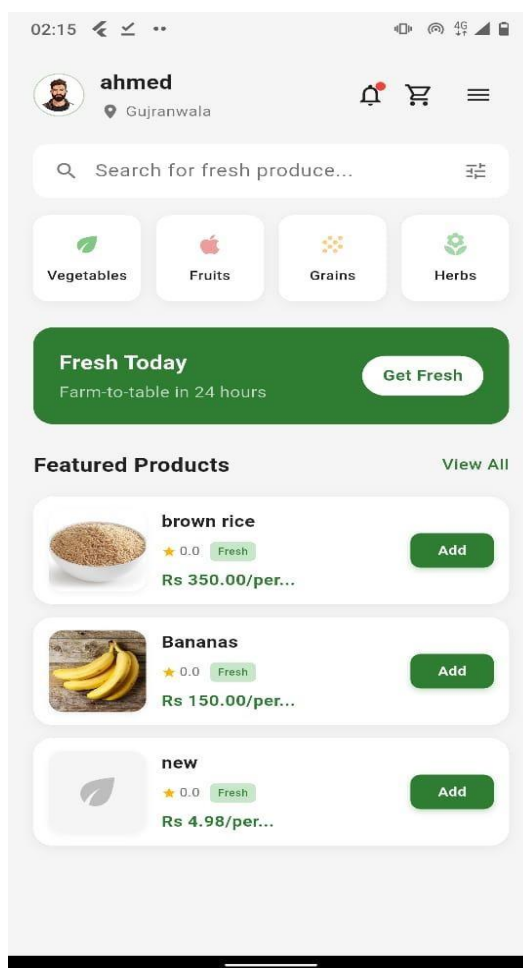 02:15
4G
ahmed
Gujranwala
Search for fresh produce...
Vegetables Fruits Grains Herbs
Fresh Today
Farm-to-table in 24 hours
Get Fresh
Featured Products View All
brown rice
0.0 Fresh
Rs 350.00/per...
Add
Bananas
0.0 Fresh
Rs 150.00/per...
Add
new
0.0 Fresh
Rs 4.98/per...
Add